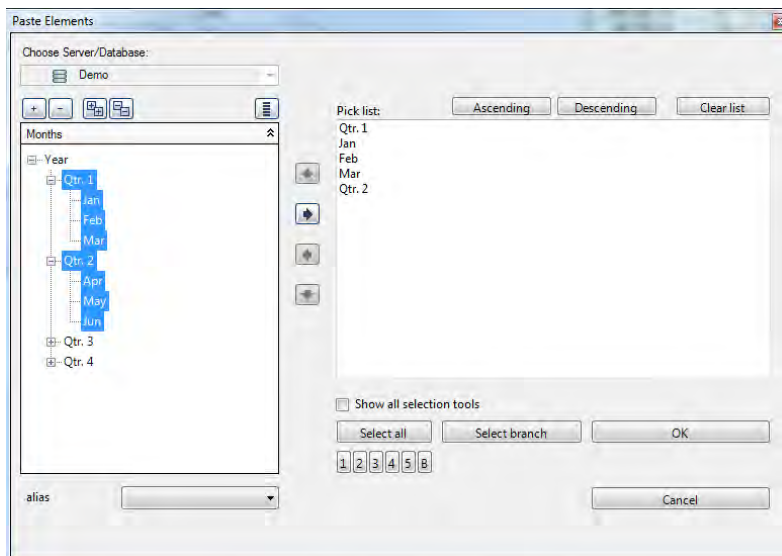 Paste Elements
Choose Server/Database:
Demo
Months
Year
Qtr. 1
Jan
Feb
Mar
Qtr. 2
Apr
May
Jun
Qtr. 3
Qtr. 4
alias
Pick list:
Ascending
Descending
Clear list
Qtr. 1
Jan
Feb
Mar
Qtr. 2
Show all selection tools
Select all
Select branch
OK
1 2 3 4 5 B
Cancel